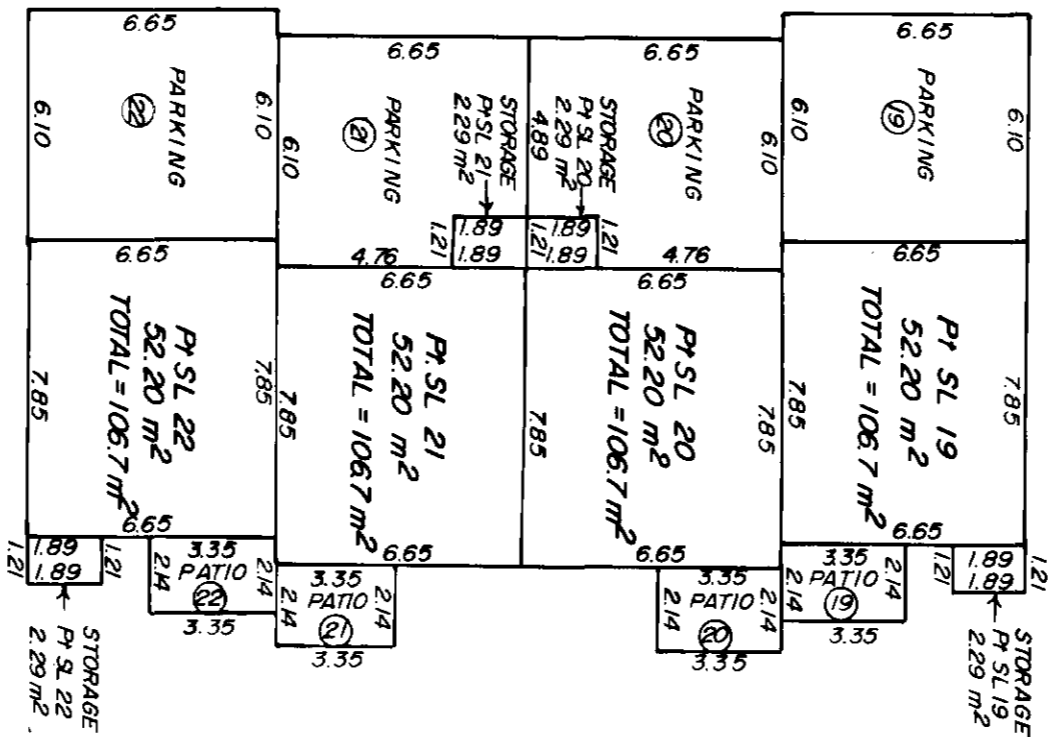 6.65
6.10
PARKING
22
6.10
6.65
6.65
6.10
PARKING
21
STORAGE
Pt SL 21
2.29 m2
1.21
1.89
1.89
4.76
6.65
6.65
4.89
PARKING
20
STORAGE
Pt SL 20
2.29 m2
1.21
1.89
1.89
1.21
4.76
6.65
6.10
6.65
6.10
PARKING
19
6.10
6.65
7.85
Pt SL 22
52.20 m2
TOTAL = 106.7 m2
7.85
6.65
7.85
Pt. SL 21
52.20 m2
TOTAL = 106.7 m2
6.65
7.85
Pt SL 20
52.20 m2
TOTAL = 106.7 m2
7.85
6.65
7.85
Pt SL 19
52.20 m2
TOTAL = 106.7 m2
7.85
6.65
1.21
1.89
1.89
1.21
STORAGE
Pt SL 22
2.29 m2
2.14
3.35
PATIO
22
2.14
3.35
2.14
3.35
PATIO
21
3.35
2.14
3.35
PATIO
20
2.14
3.35
2.14
3.35
PATIO
19
2.14
3.35
1.21
1.89
1.89
1.21
STORAGE
Pt SL 19
2.29 m2